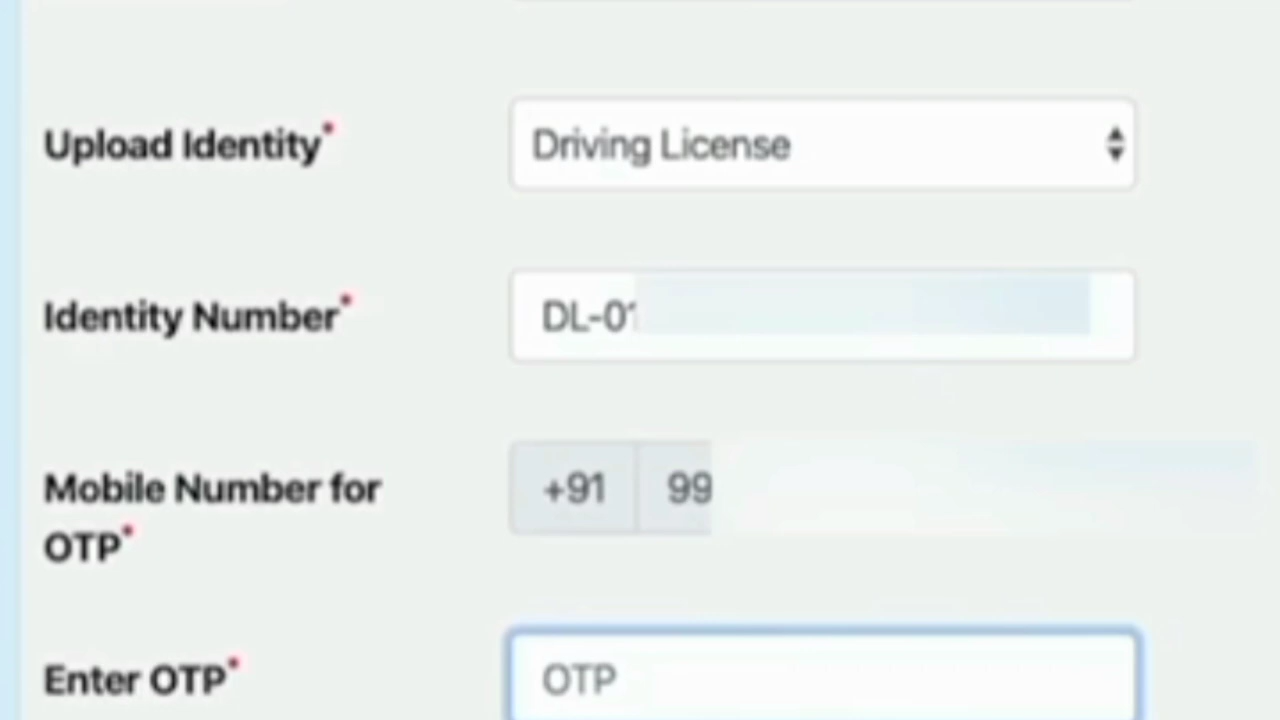 Upload Identity*
Driving License
Identity Number*
DL-01
Mobile Number for
OTP*
+91 99
Enter OTP*
OTP